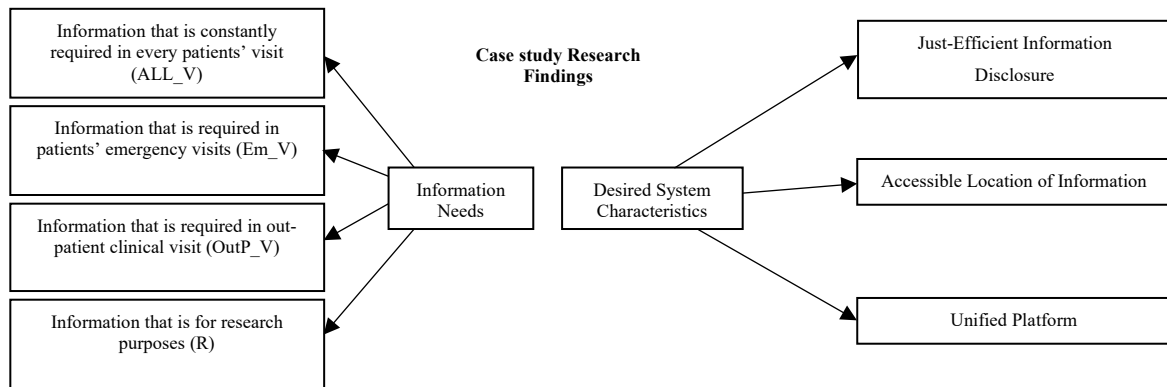 Information that is constantly
required in every patients’ visit
(ALL_V)
Information that is required in
patients’ emergency visits (Em_V)
Information that is required in out-
patient clinical visit (OutP_V)
Information that is for research
purposes (R)
Case study Research
Findings
Information
Needs
Desired System
Characteristics
Just-Efficient Information
Disclosure
Accessible Location of Information
Unified Platform